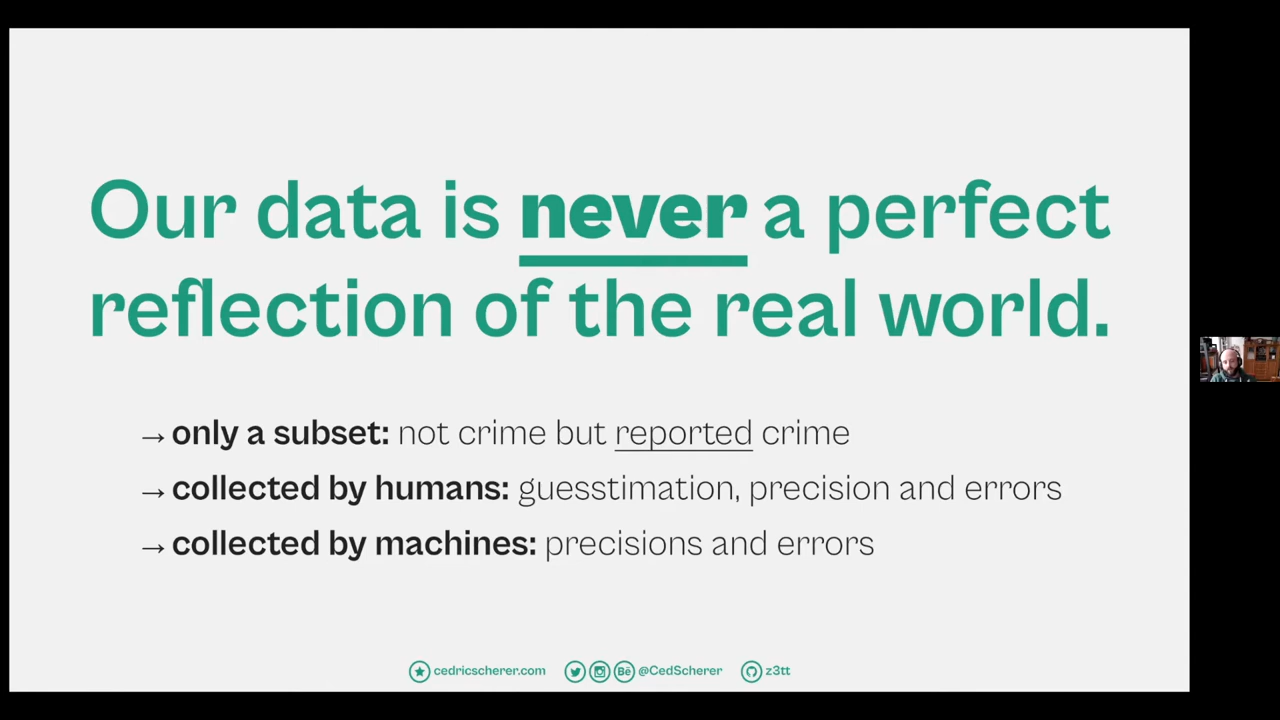 Our data is never a perfect
reflection of the real world.
→ only a subset: not crime but reported crime
→ collected by humans: guesstimation, precision and errors
→ collected by machines: precisions and errors
cedricscherer.com Bē @CedScherer z3tt